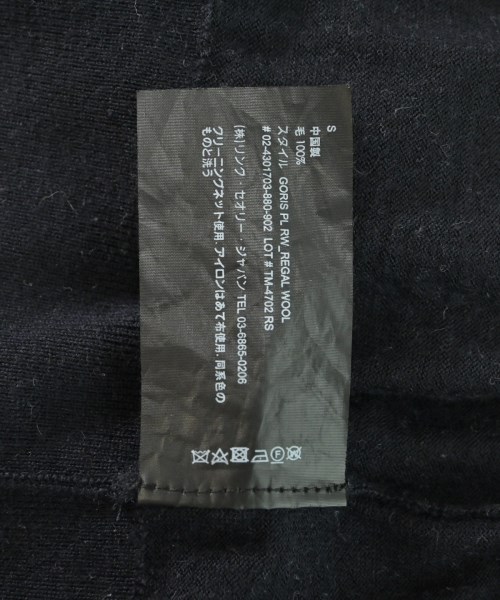 S
中国製
毛 100%
スタイル GORIS PL RW_REGAL WOOL
# 02-4301703-880-902 LOT # TM-4702 RS
(株)リンク・セオリー・ジャパン TEL 03-6865-0206
クリーニングネット使用. アイロンはあて布使用. 同系色の
ものと洗う